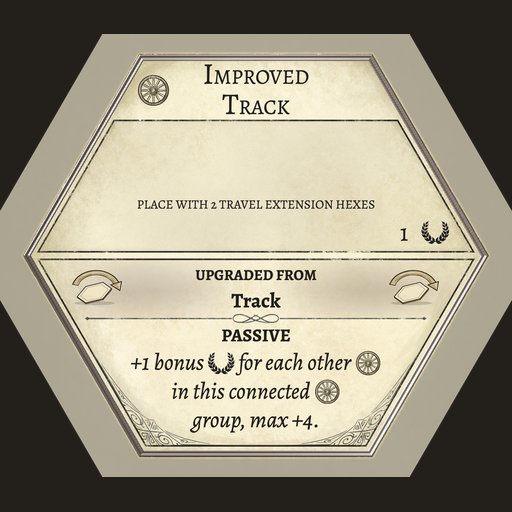 Improved
Track
PLACE WITH 2 TRAVEL EXTENSION HEXES
1
UPGRADED FROM
Track
PASSIVE
+1 bonus for each other
in this connected
group, max +4.